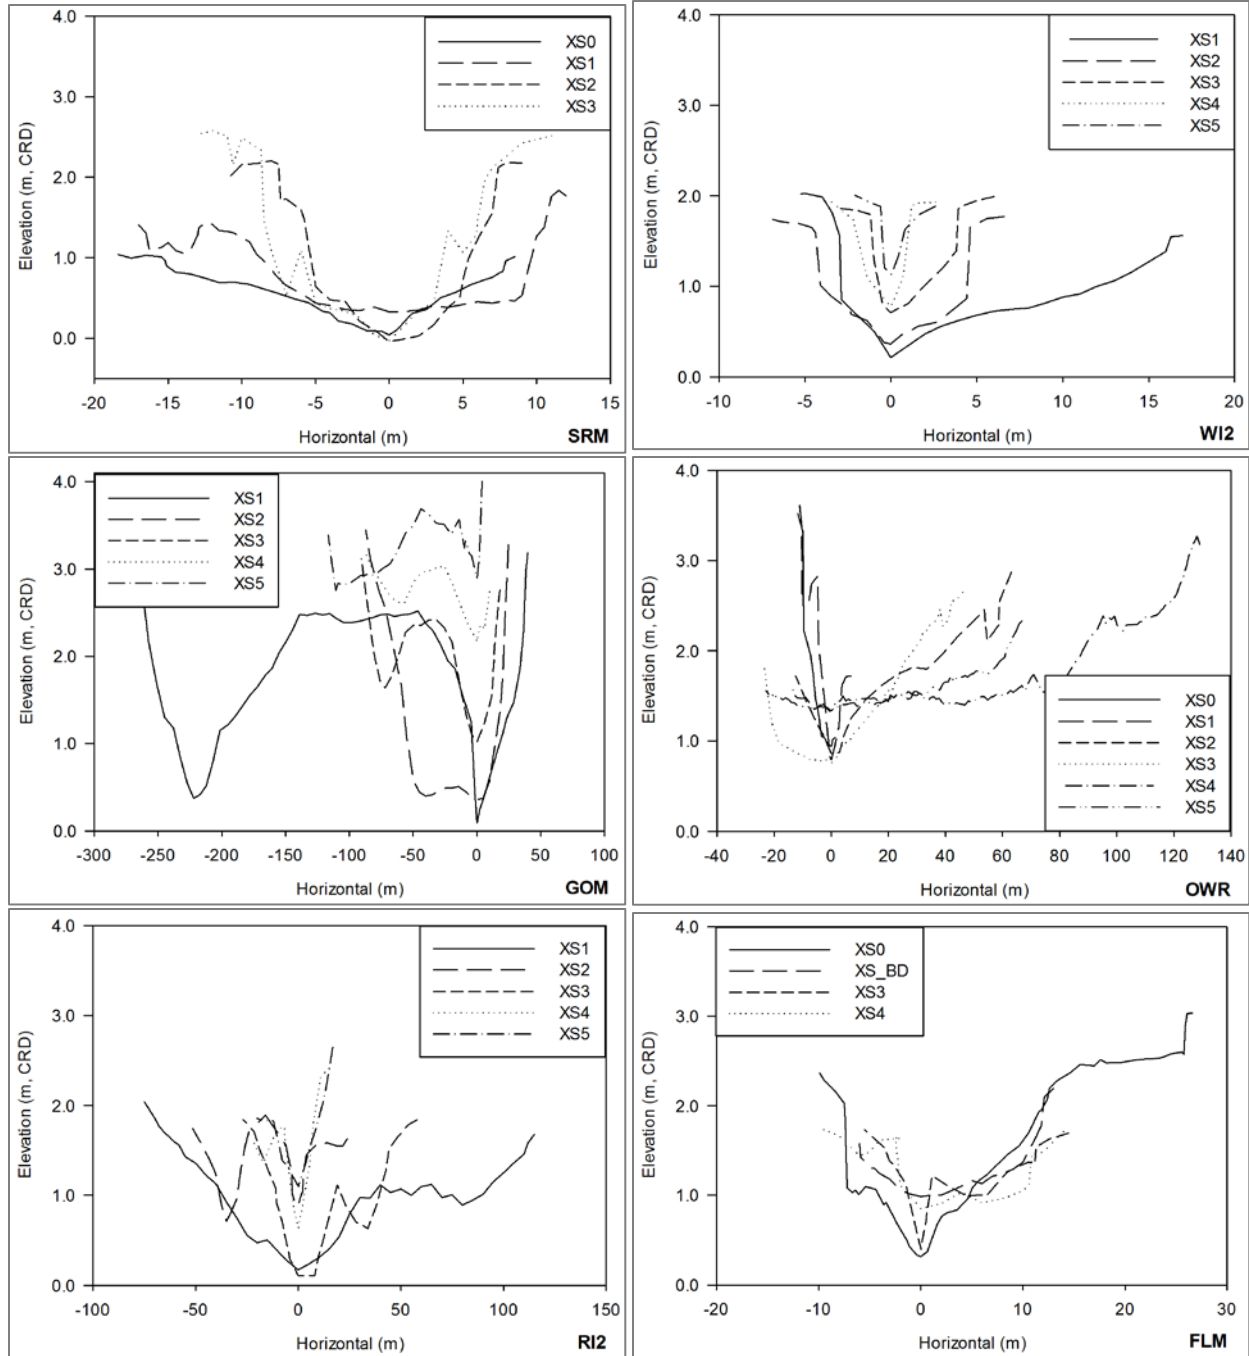 4.0
3.0
2.0
1.0
0.0
Elevation (m, CRD)
XS0
XS1
XS2
XS3
-20 -15 -10 -5 0 5 10 15
Horizontal (m)
SRM
4.0
3.0
2.0
1.0
0.0
Elevation (m, CRD)
XS1
XS2
XS3
XS4
XS5
-10 -5 0 5 10 15 20
Horizontal (m)
WI2
4.0
3.0
2.0
1.0
0.0
Elevation (m, CRD)
XS1
XS2
XS3
XS4
XS5
-300 -250 -200 -150 -100 -50 0 50 100
Horizontal (m)
GOM
4.0
3.0
2.0
1.0
0.0
Elevation (m, CRD)
XS0
XS1
XS2
XS3
XS4
XS5
-40 -20 0 20 40 60 80 100 120 140
Horizontal (m)
OWR
4.0
3.0
2.0
1.0
0.0
Elevation (m, CRD)
XS1
XS2
XS3
XS4
XS5
-100 -50 0 50 100 150
Horizontal (m)
RI2
4.0
3.0
2.0
1.0
0.0
Elevation (m, CRD)
XS0
XS_BD
XS3
XS4
-20 -10 0 10 20 30
Horizontal (m)
FLM